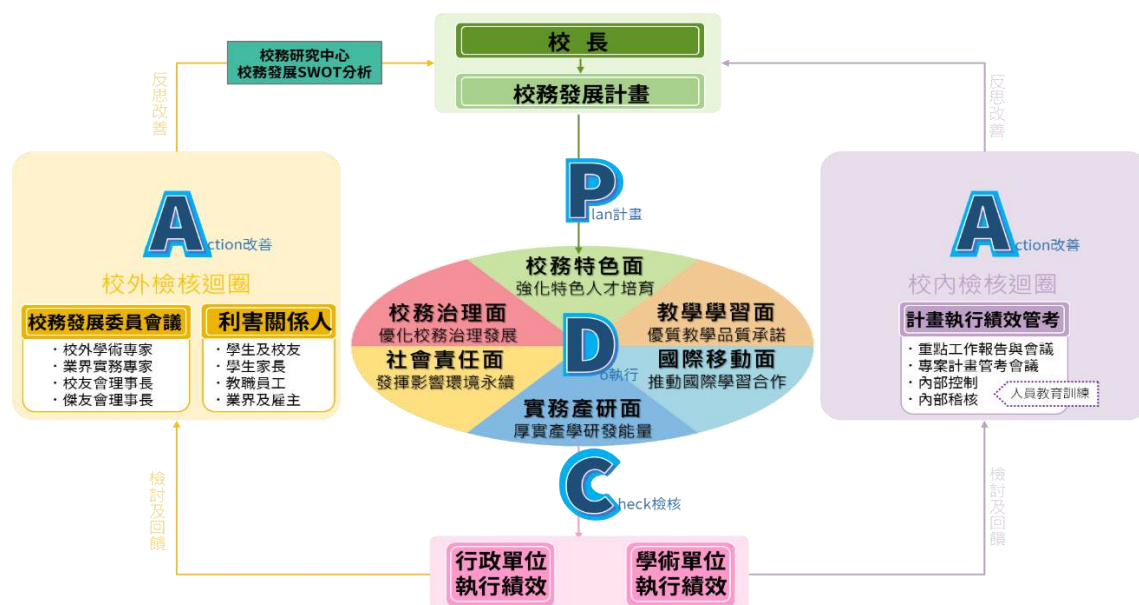 校務研究中心
校務發展SWOT分析
校 長
校務發展計畫
反思改善
反思改善
Plan計畫
Action改善
校外檢核迴圈
校務發展委員會議
・校外學術專家
・業界實務專家
・校友會理事長
・傑友會理事長
利害關係人
・學生及校友
・學生家長
・教職員工
・業界及雇主
校務特色面
強化特色人才培育
校務治理面
優化校務治理發展
教學學習面
優質教學品質承諾
Do執行
社會責任面
發揮影響環境永續
國際移動面
推動國際學習合作
實務產研面
厚實產學研發能量
Action改善
校內檢核迴圈
計畫執行績效管考
・重點工作報告與會議
・專案計畫管考會議
・內部控制
・內部稽核
人員教育訓練
Check檢核
檢討及回饋
檢討及回饋
行政單位
執行績效
學術單位
執行績效